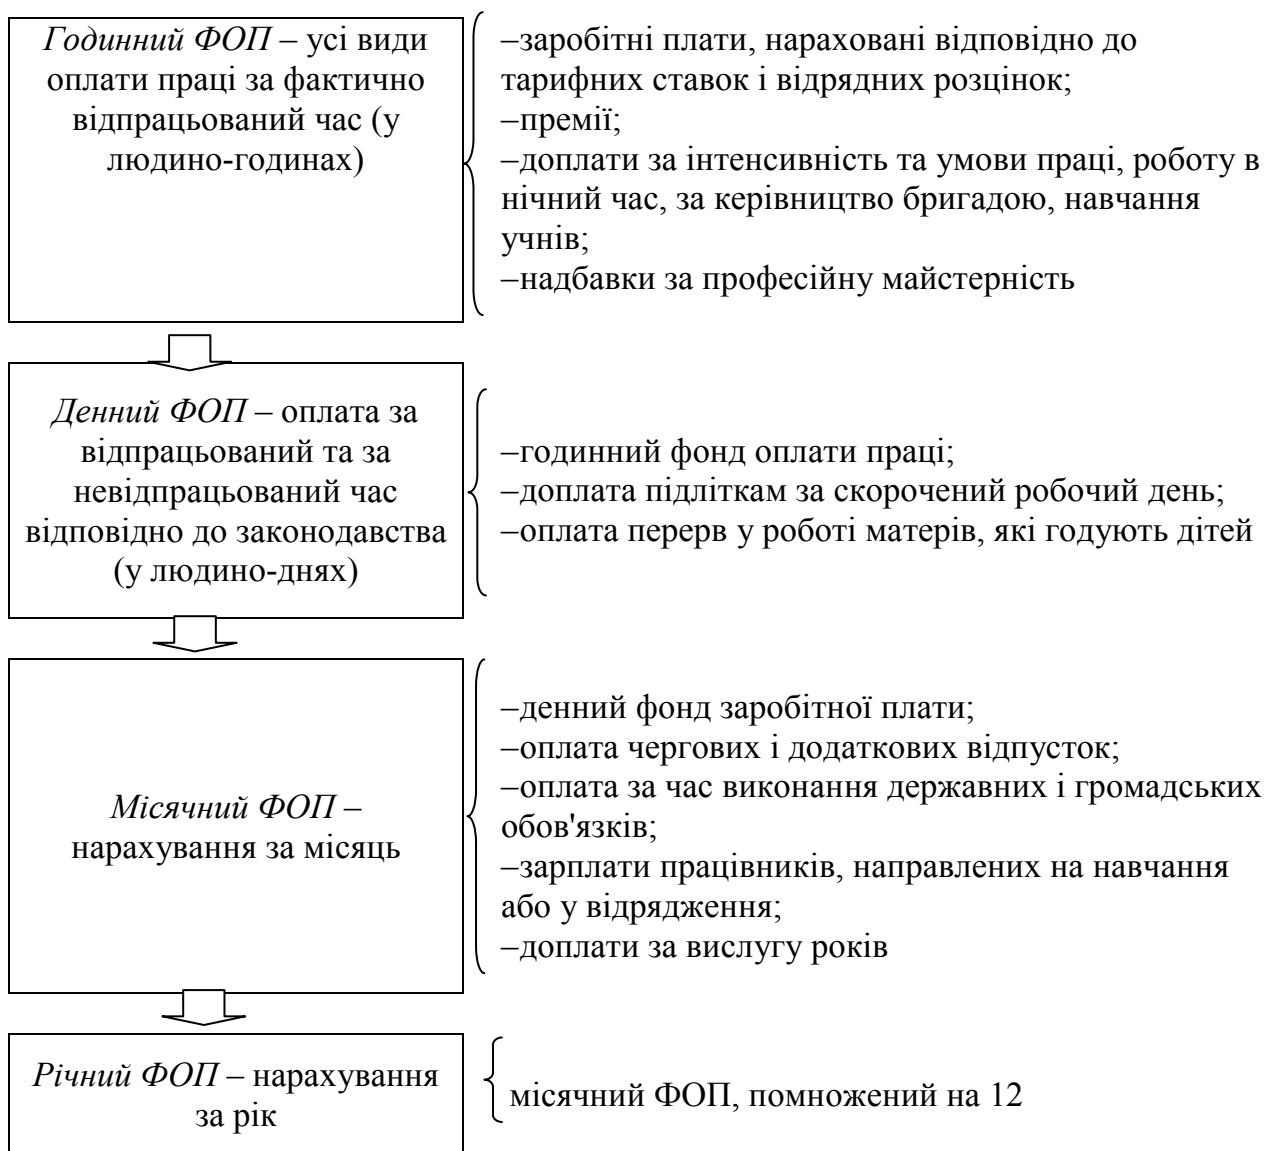 Годинний ФОП – усі види
оплати праці за фактично
відпрацьований час (у
людино-годинах)
–заробітні плати, нараховані відповідно до
тарифних ставок і відрядних розцінок;
–премії;
–доплати за інтенсивність та умови праці, роботу в
нічний час, за керівництво бригадою, навчання
учнів;
–надбавки за професійну майстерність
Денний ФОП – оплата за
відпрацьований та за
невідпрацьований час
відповідно до законодавства
(у людино-днях)
–годинний фонд оплати праці;
–доплата підліткам за скорочений робочий день;
–оплата перерв у роботі матерів, які годують дітей
Місячний ФОП –
нарахування за місяць
–денний фонд заробітної плати;
–оплата чергових і додаткових відпусток;
–оплата за час виконання державних і громадських
обов'язків;
–зарплати працівників, направлених на навчання
або у відрядження;
–доплати за вислугу років
Річний ФОП – нарахування
за рік
місячний ФОП, помножений на 12